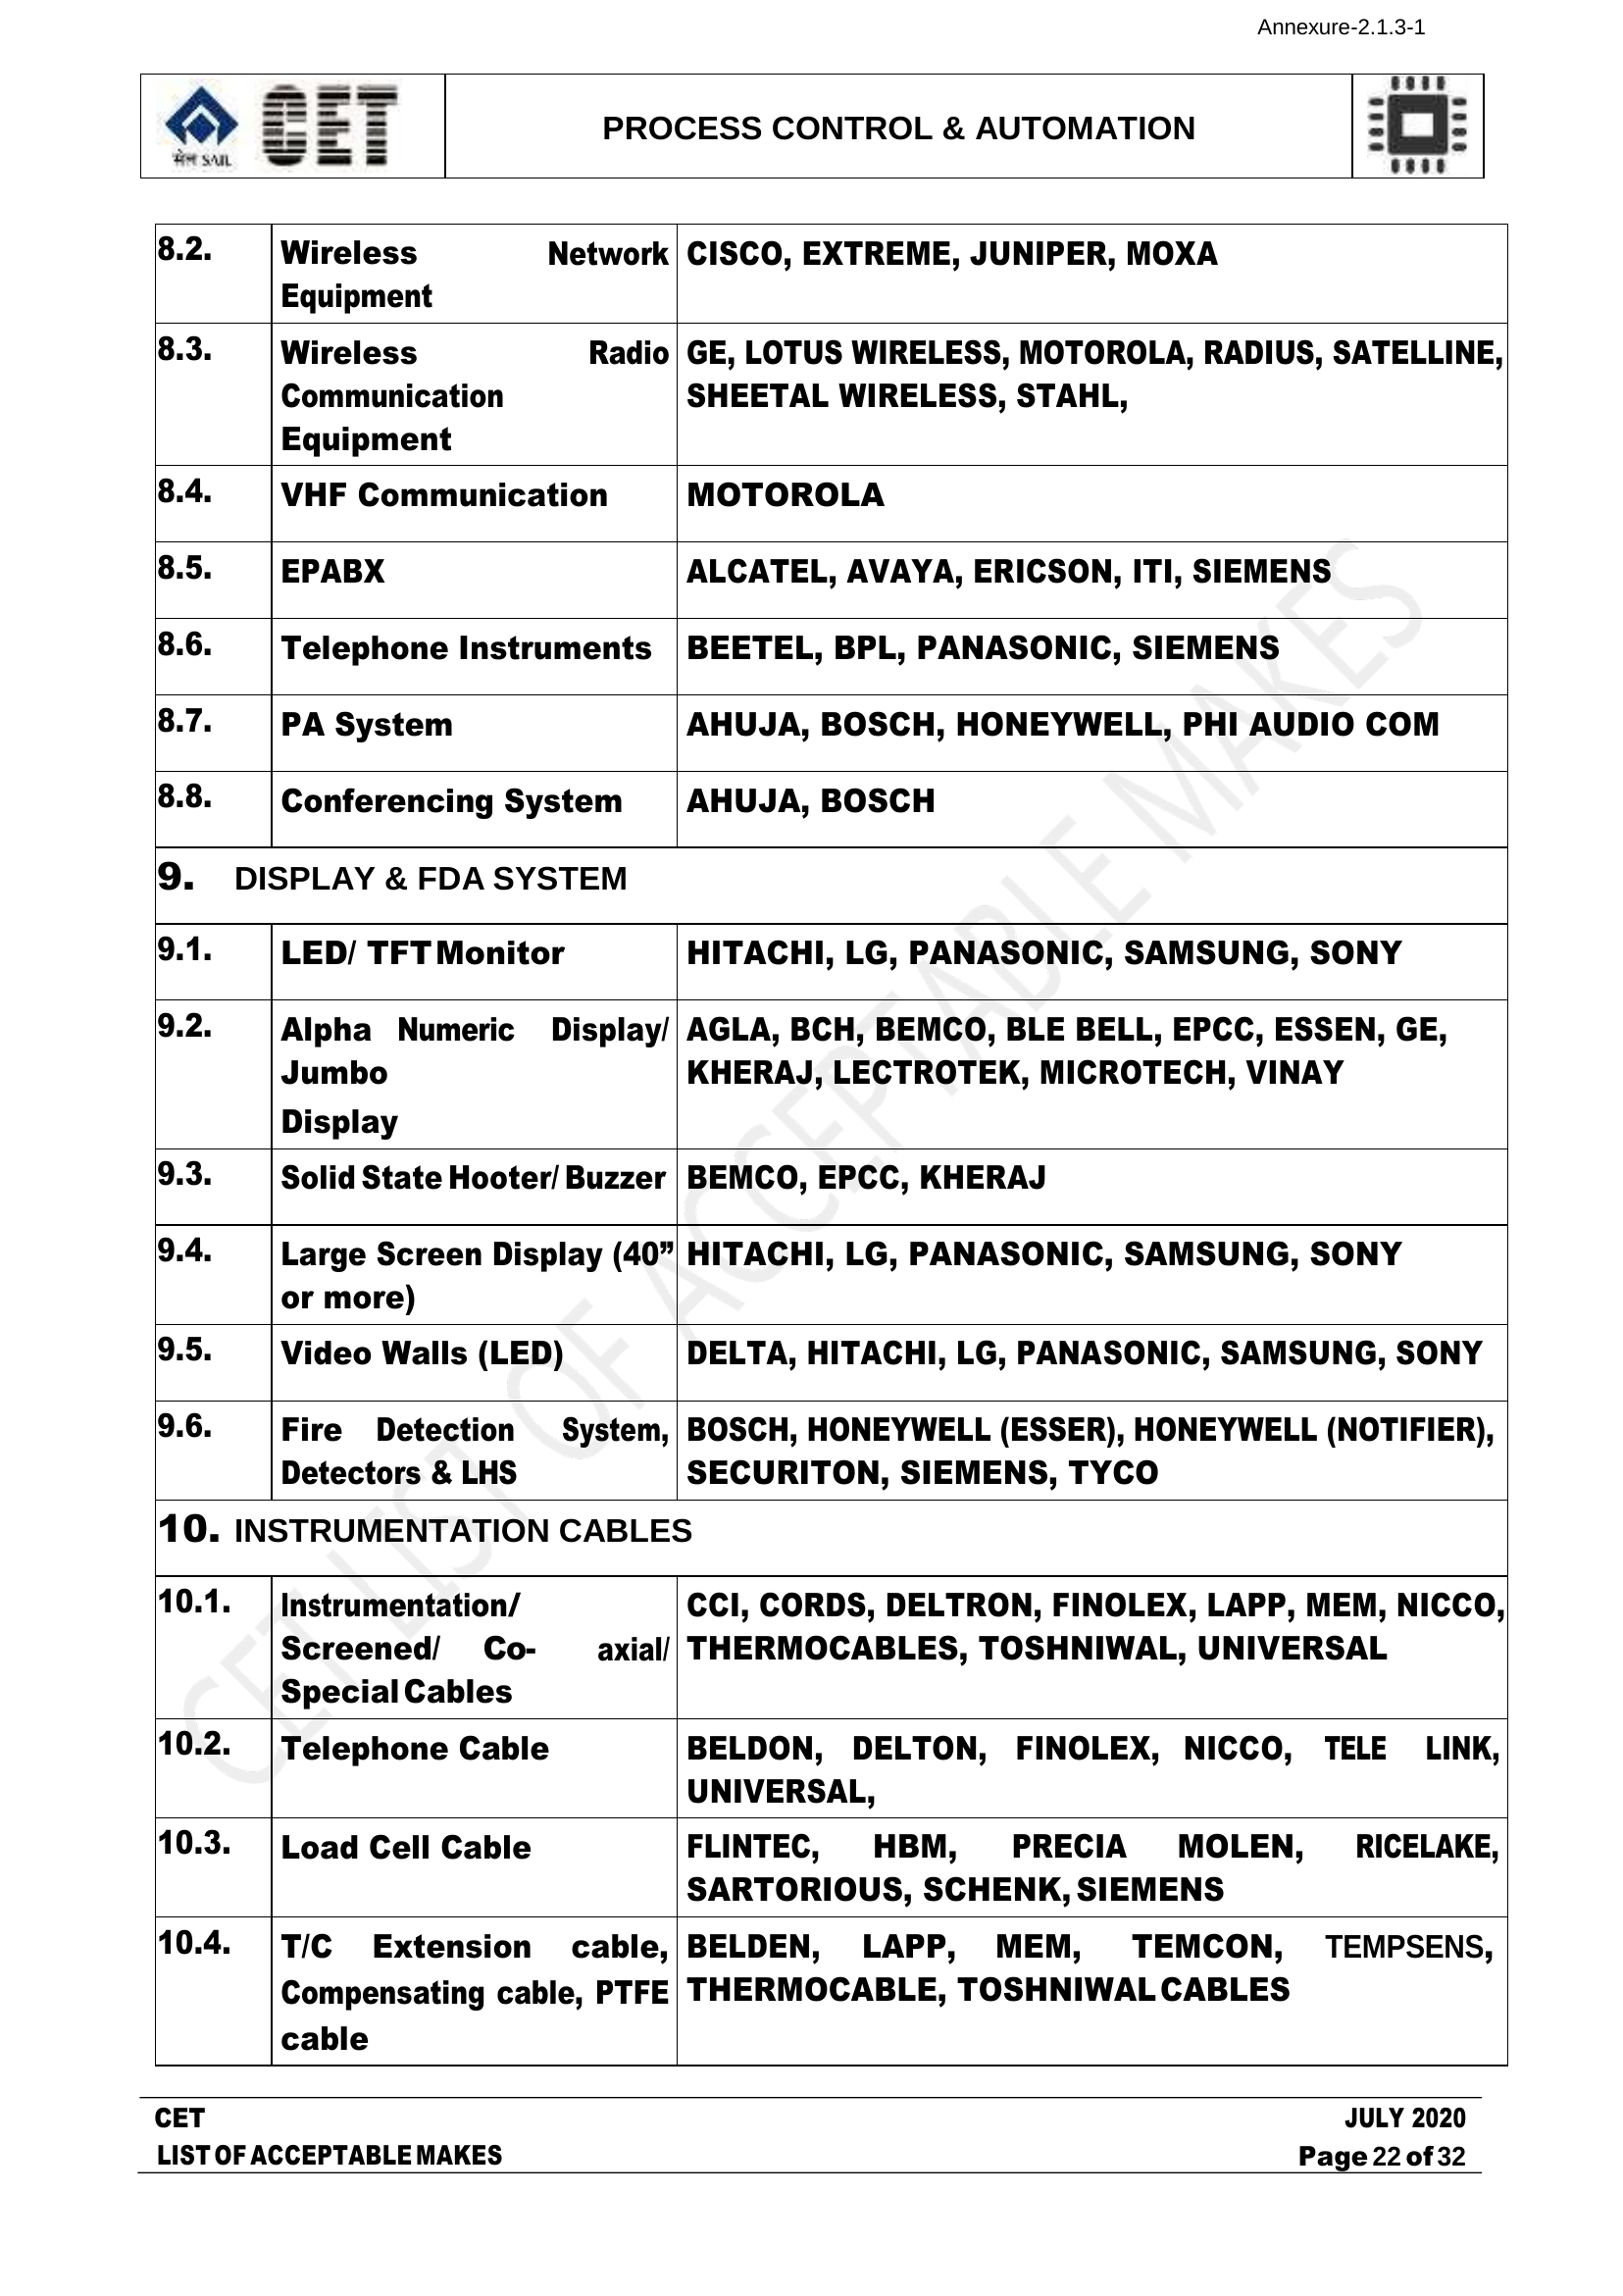 Annexure-2.1.3-1
सेल SAIL
CET
PROCESS CONTROL & AUTOMATION
8.2. Wireless Network CISCO, EXTREME, JUNIPER, MOXA
Equipment
8.3. Wireless Radio GE, LOTUS WIRELESS, MOTOROLA, RADIUS, SATELLINE,
Communication SHEETAL WIRELESS, STAHL,
Equipment
8.4. VHF Communication MOTOROLA
8.5. EPABX ALCATEL, AVAYA, ERICSON, ITI, SIEMENS
8.6. Telephone Instruments BEETEL, BPL, PANASONIC, SIEMENS
8.7. PA System AHUJA, BOSCH, HONEYWELL, PHI AUDIO COM
8.8. Conferencing System AHUJA, BOSCH
9. DISPLAY & FDA SYSTEM
9.1. LED/ TFT Monitor HITACHI, LG, PANASONIC, SAMSUNG, SONY
9.2. Alpha Numeric Display/ AGLA, BCH, BEMCO, BLE BELL, EPCC, ESSEN, GE,
Jumbo KHERAJ, LECTROTEK, MICROTECH, VINAY
Display
9.3. Solid State Hooter/ Buzzer BEMCO, EPCC, KHERAJ
9.4. Large Screen Display (40” HITACHI, LG, PANASONIC, SAMSUNG, SONY
or more)
9.5. Video Walls (LED) DELTA, HITACHI, LG, PANASONIC, SAMSUNG, SONY
9.6. Fire Detection System, BOSCH, HONEYWELL (ESSER), HONEYWELL (NOTIFIER),
Detectors & LHS SECURITON, SIEMENS, TYCO
10. INSTRUMENTATION CABLES
10.1. Instrumentation/ CCI, CORDS, DELTRON, FINOLEX, LAPP, MEM, NICCO,
Screened/ Co- axial/ THERMOCABLES, TOSHNIWAL, UNIVERSAL
Special Cables
10.2. Telephone Cable BELDON, DELTON, FINOLEX, NICCO, TELE LINK,
UNIVERSAL,
10.3. Load Cell Cable FLINTEC, HBM, PRECIA MOLEN, RICELAKE,
SARTORIOUS, SCHENK, SIEMENS
10.4. T/C Extension cable, BELDEN, LAPP, MEM, TEMCON, TEMPSENS,
Compensating cable, PTFE THERMOCABLE, TOSHNIWAL CABLES
cable
CET LIST OF ACCEPTABLE MAKES
CET JULY 2020
LIST OF ACCEPTABLE MAKES Page 22 of 32